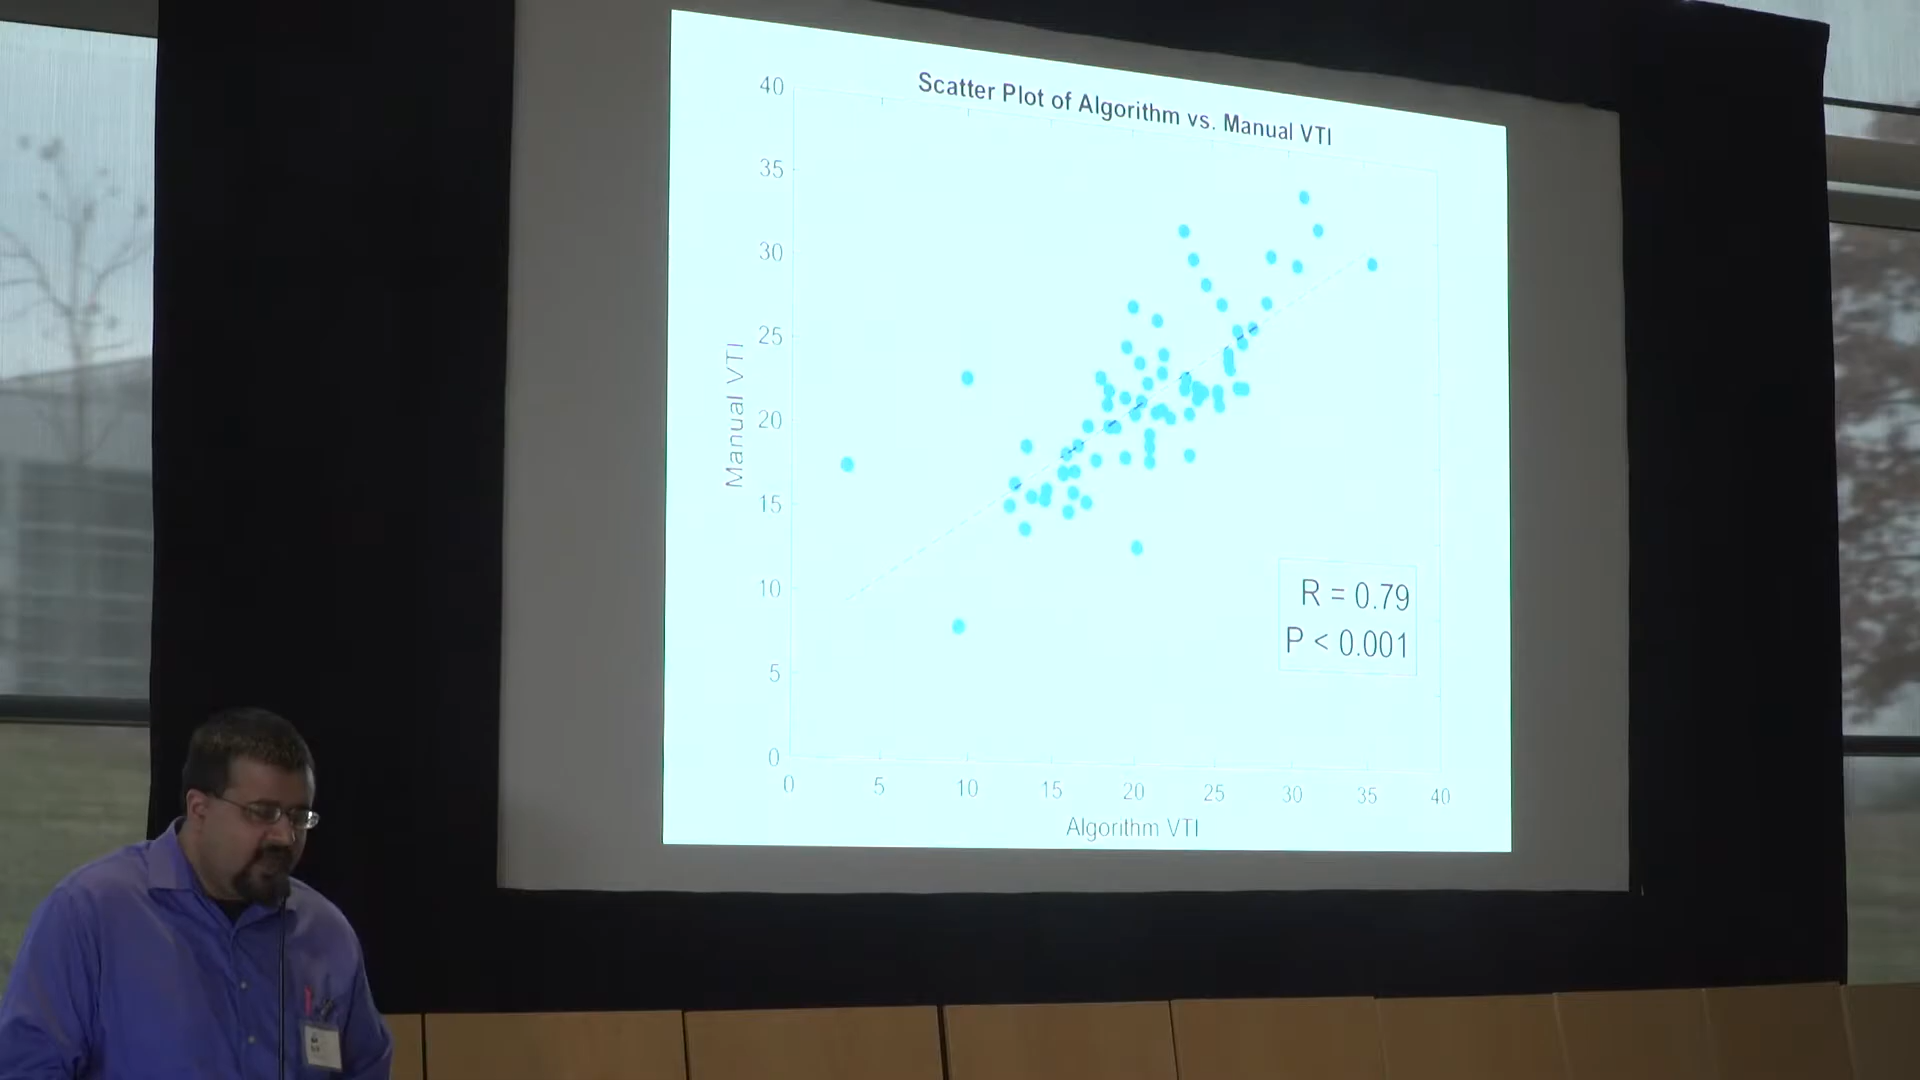 Scatter Plot of Algorithm vs. Manual VTI
40
35
30
25
20
15
10
5
0
Manual VTI
R = 0.79
P < 0.001
0 5 10 15 20 25 30 35 40
Algorithm VTI